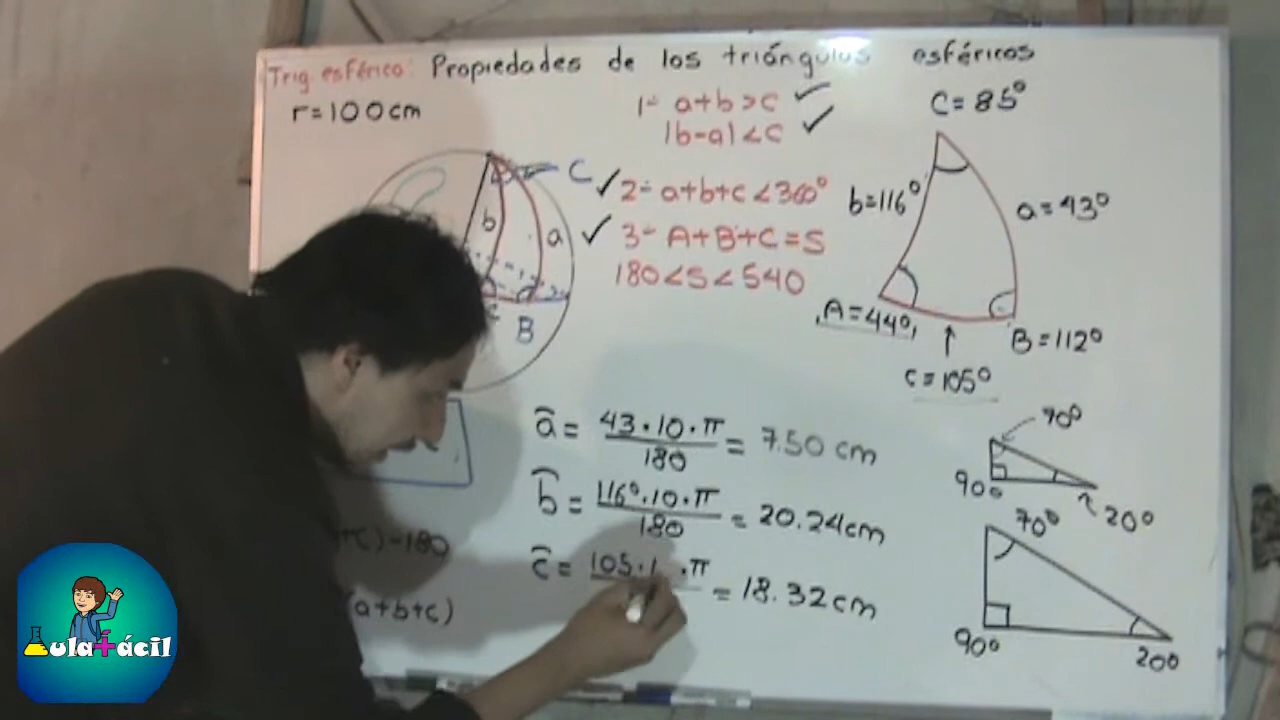 Trig esférico: Propiedades de los triángulos esféricos
r=100cm
1- a+b>c
|b-a|<c
2- a+b+c<360°
3- A+B+C=S
180<S<540
C
b
a
B
C=85°
b=116°
a=43°
A=44°
B=112°
c=105°
a = 43·10·π / 180 = 7.50 cm
b = 116°·10·π / 180 = 20.24cm
c = 105·1 ·π = 18.32cm
+c)-180
(a+b+c)
70°
90°
20°
70°
90°
20°
Aula+ácil